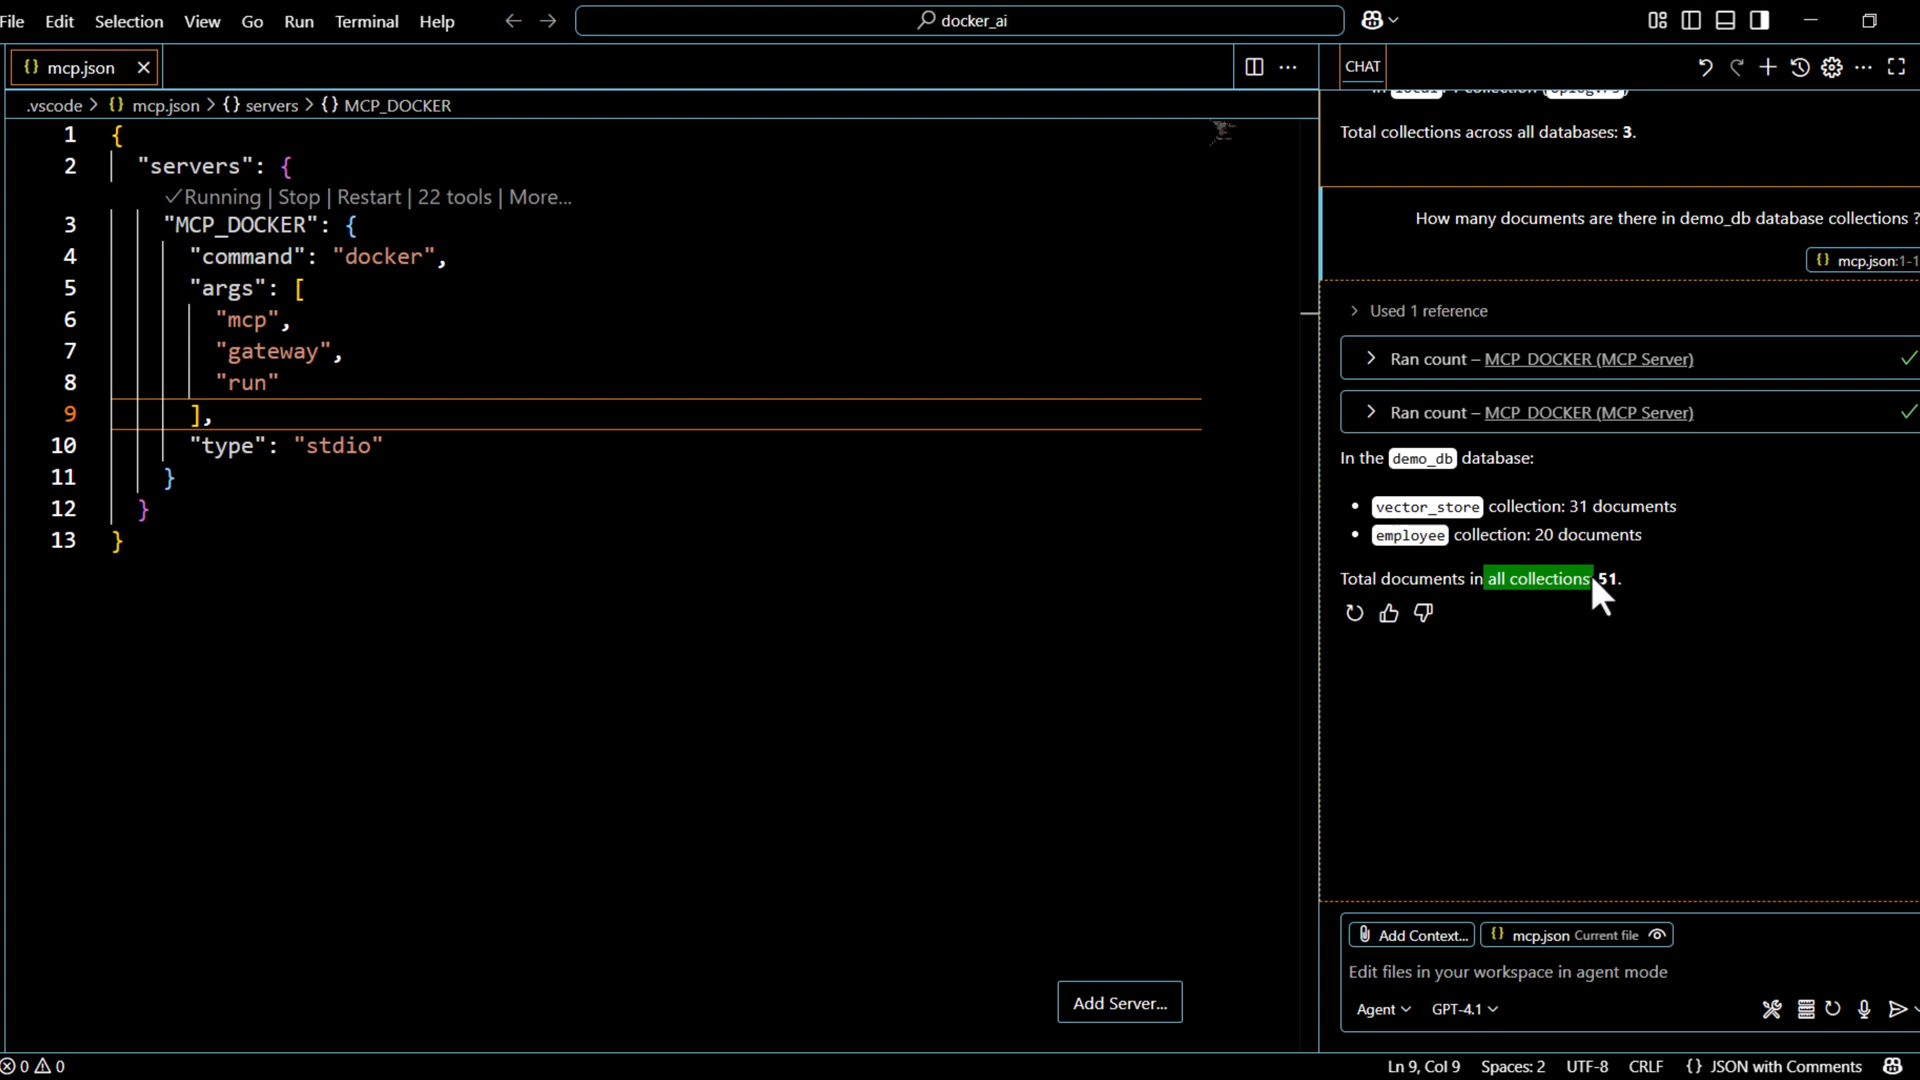 File Edit Selection View Go Run Terminal Help docker_ai
mcp.json
.vscode > {} mcp.json > {} servers > {} MCP_DOCKER
1 {
2 "servers": {
✓Running | Stop | Restart | 22 tools | More...
3 "MCP_DOCKER": {
4 "command": "docker",
5 "args": [
6 "mcp",
7 "gateway",
8 "run"
9 ],
10 "type": "stdio"
11 }
12 }
13 }
Add Server...
CHAT
Total collections across all databases: 3.
How many documents are there in demo_db database collections ?
{} mcp.json:1-1
> Used 1 reference
> Ran count – MCP_DOCKER (MCP Server)
> Ran count – MCP_DOCKER (MCP Server)
In the demo_db database:
• vector_store collection: 31 documents
• employee collection: 20 documents
Total documents in all collections 51.
Add Context... {} mcp.json Current file
Edit files in your workspace in agent mode
Agent GPT-4.1
0 0 Ln 9, Col 9 Spaces: 2 UTF-8 CRLF {} JSON with Comments